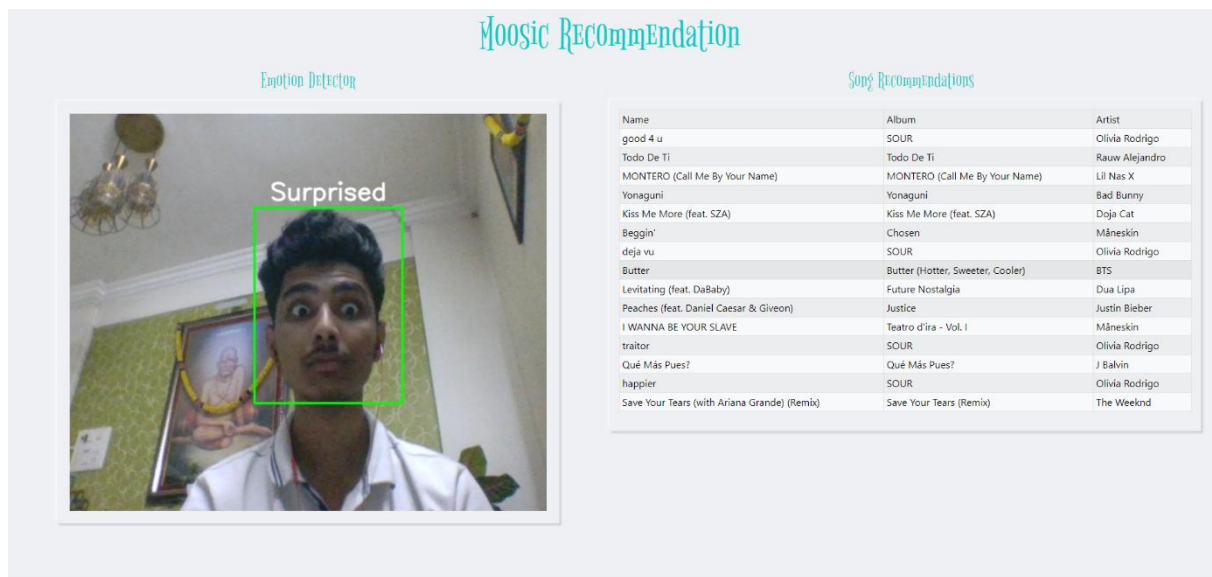 Moosic Recommendation
Emotion Detector
Surprised
Song Recommendations
Name Album Artist
good 4 u SOUR Olivia Rodrigo
Todo De Ti Todo De Ti Rauw Alejandro
MONTERO (Call Me By Your Name) MONTERO (Call Me By Your Name) Lil Nas X
Yonaguni Yonaguni Bad Bunny
Kiss Me More (feat. SZA) Kiss Me More (feat. SZA) Doja Cat
Beggin' Chosen Måneskin
deja vu SOUR Olivia Rodrigo
Butter Butter (Hotter, Sweeter, Cooler) BTS
Levitating (feat. DaBaby) Future Nostalgia Dua Lipa
Peaches (feat. Daniel Caesar & Giveon) Justice Justin Bieber
I WANNA BE YOUR SLAVE Teatro d'ira - Vol. I Måneskin
traitor SOUR Olivia Rodrigo
Qué Más Pues? Qué Más Pues? J Balvin
happier SOUR Olivia Rodrigo
Save Your Tears (with Ariana Grande) (Remix) Save Your Tears (Remix) The Weeknd